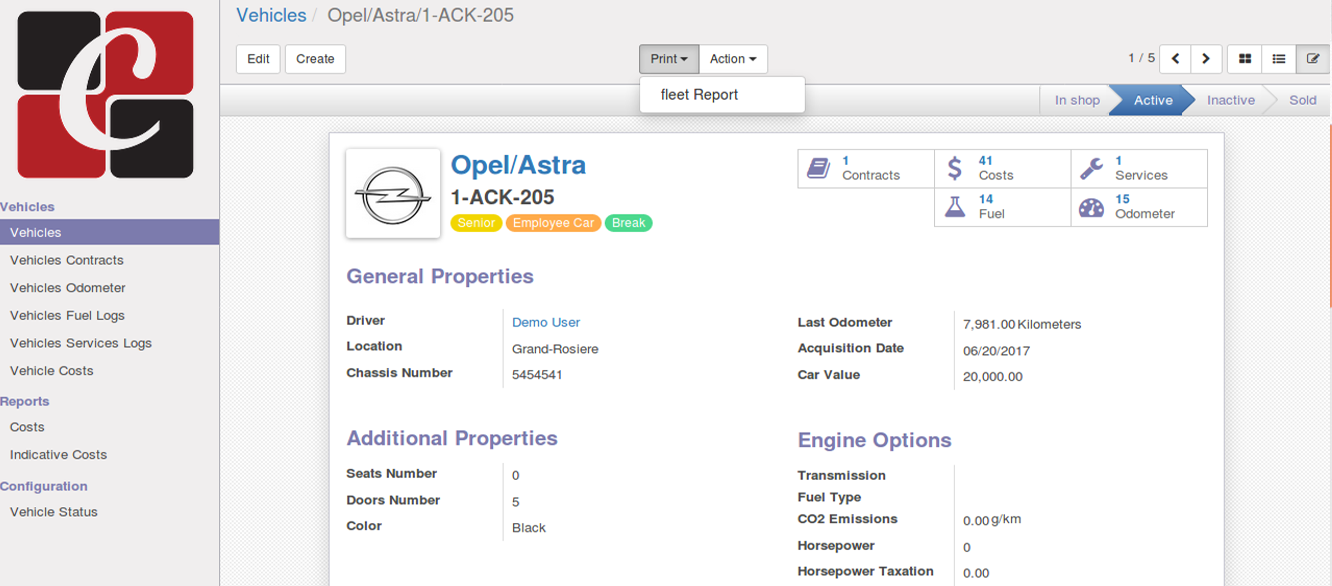 C
Vehicles / Opel/Astra/1-ACK-205
Edit Create Print Action 1 / 5
fleet Report
In shop Active Inactive Sold
Vehicles
Vehicles
Vehicles Contracts
Vehicles Odometer
Vehicles Fuel Logs
Vehicles Services Logs
Vehicle Costs
Reports
Costs
Indicative Costs
Configuration
Vehicle Status
Opel/Astra
1-ACK-205
Senior Employee Car Break
1 Contracts
$ 41 Costs
1 Services
14 Fuel
15 Odometer
General Properties
Driver Demo User
Location Grand-Rosiere
Chassis Number 5454541
Last Odometer 7,981.00 Kilometers
Acquisition Date 06/20/2017
Car Value 20,000.00
Additional Properties
Seats Number 0
Doors Number 5
Color Black
Engine Options
Transmission
Fuel Type
CO2 Emissions 0.00 g/km
Horsepower 0
Horsepower Taxation 0.00